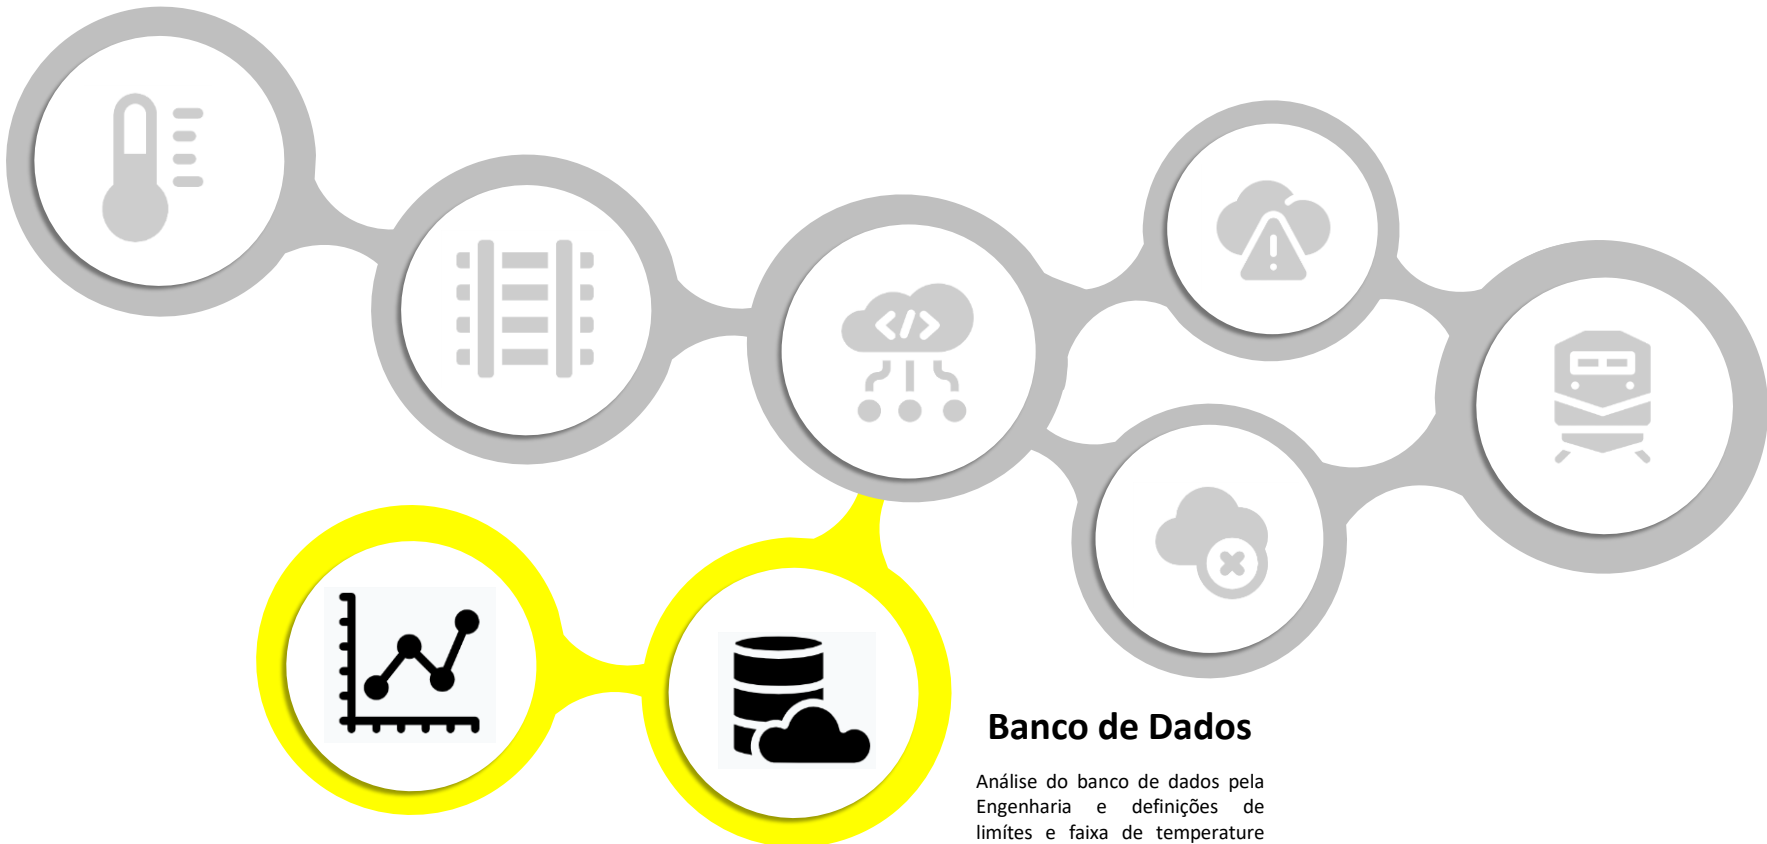 Banco de Dados
Análise do banco de dados pela
Engenharia e definições de
limítes e faixa de temperature